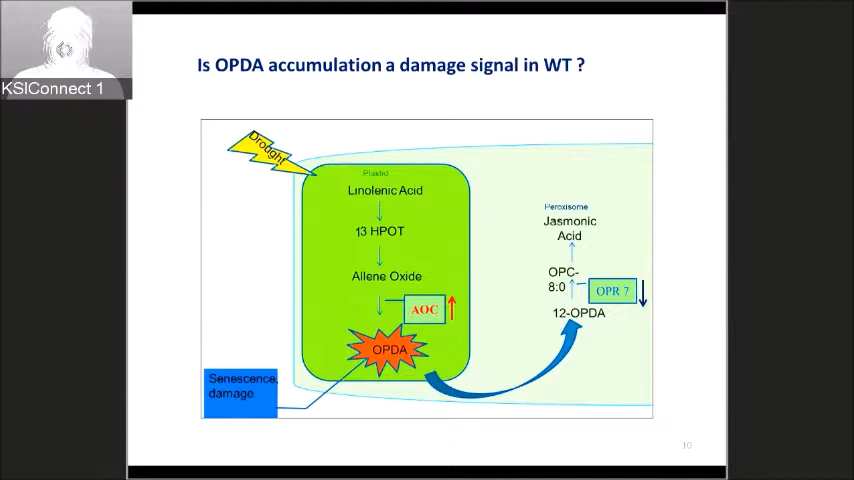 KSIConnect 1
Is OPDA accumulation a damage signal in WT ?
Drought
Plastid
Linolenic Acid
13 HPOT
Allene Oxide
AOC
OPDA
Senescence,
damage
Peroxisome
Jasmonic
Acid
OPC-
8:0
OPR 7
12-OPDA
10